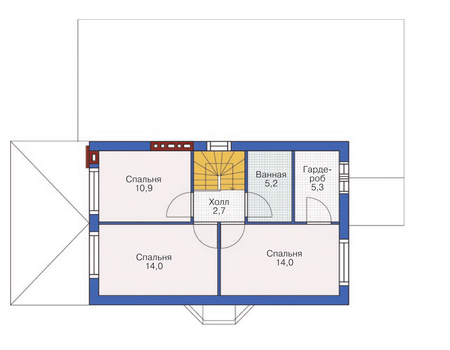 Спальня
10,9
Холл
2,7
Ванная
5,2
Гарде-
роб
5,3
Спальня
14,0
Спальня
14,0